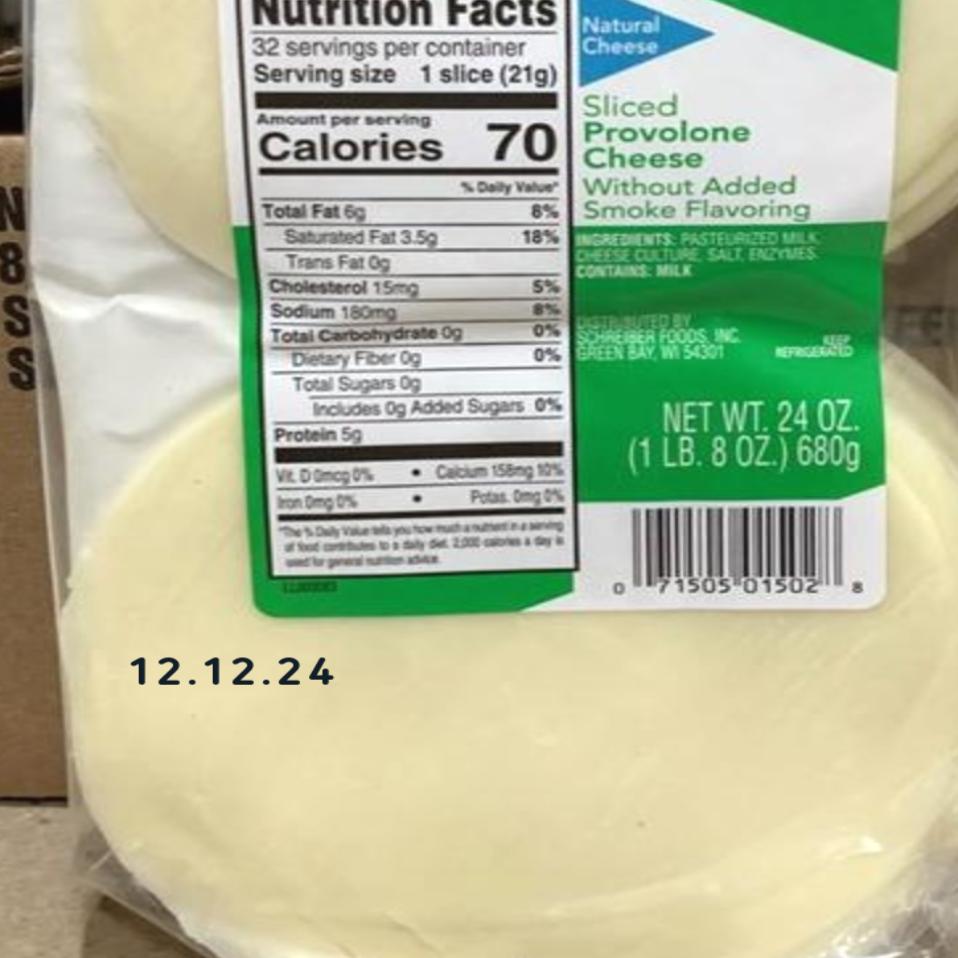 Nutrition Facts
32 servings per container
Serving size 1 slice (21g)
Amount per serving
Calories 70
% Daily Value*
Total Fat 6g 8%
Saturated Fat 3.5g 18%
Trans Fat 0g
Cholesterol 15mg 5%
Sodium 180mg 8%
Total Carbohydrate 0g 0%
Dietary Fiber 0g 0%
Total Sugars 0g
Includes 0g Added Sugars 0%
Protein 5g
Vit. D 0mcg 0% • Calcium 158mg 10%
Iron 0mg 0% • Potas. 0mg 0%
*The % Daily Value tells you how much a nutrient in a serving
of food contributes to a daily diet. 2,000 calories a day is
used for general nutrition advice.
Natural
Cheese
Sliced
Provolone
Cheese
Without Added
Smoke Flavoring
INGREDIENTS: PASTEURIZED MILK,
CHEESE CULTURE, SALT, ENZYMES.
CONTAINS: MILK
DISTRIBUTED BY
SCHREIBER FOODS, INC.
GREEN BAY, WI 54301
KEEP
REFRIGERATED
NET WT. 24 OZ.
(1 LB. 8 OZ.) 680g
0 71505 01502 8
12.12.24
N
8
S
S